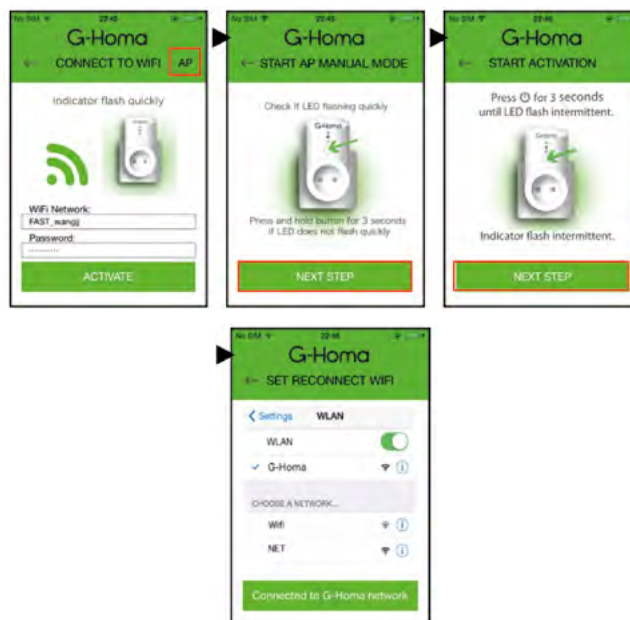 No SIM 22:45
G-Homa
← CONNECT TO WIFI AP
Indicator flash quickly
WiFi Network:
FAST_wangjj
Password:
ACTIVATE
No SIM 22:45
G-Homa
← START AP MANUAL MODE
Check if LED flashing quickly
G-Homa
Press and hold button for 3 seconds
if LED does not flash quickly
NEXT STEP
No SIM 22:46
G-Homa
← START ACTIVATION
Press ⏻ for 3 seconds
until LED flash intermittent.
Indicator flash intermittent.
NEXT STEP
No SIM 22:46
G-Homa
← SET RECONNECT WIFI
Settings WLAN
WLAN
✓ G-Homa
CHOOSE A NETWORK...
Wifi
NET
Connected to G-Homa network